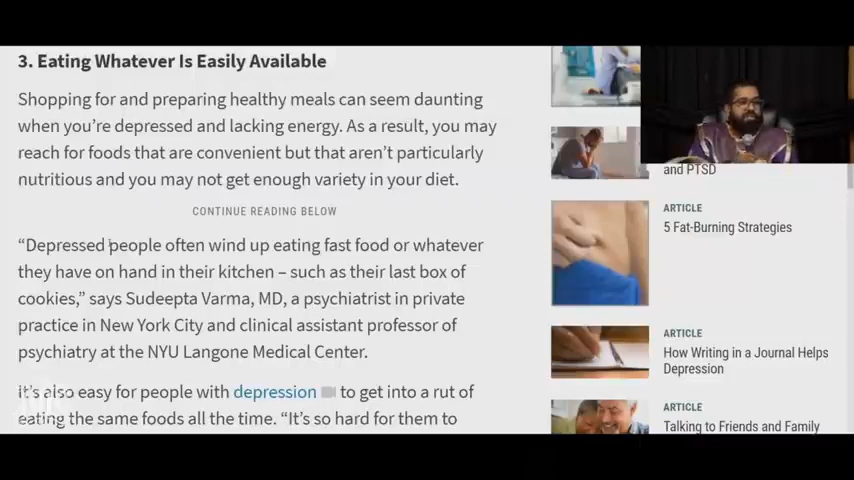 3. Eating Whatever Is Easily Available
Shopping for and preparing healthy meals can seem daunting
when you’re depressed and lacking energy. As a result, you may
reach for foods that are convenient but that aren’t particularly
nutritious and you may not get enough variety in your diet.
CONTINUE READING BELOW
“Depressed people often wind up eating fast food or whatever
they have on hand in their kitchen – such as their last box of
cookies,” says Sudeepta Varma, MD, a psychiatrist in private
practice in New York City and clinical assistant professor of
psychiatry at the NYU Langone Medical Center.
It’s also easy for people with depression to get into a rut of
eating the same foods all the time. “It’s so hard for them to
and PTSD
ARTICLE
5 Fat-Burning Strategies
ARTICLE
How Writing in a Journal Helps
Depression
ARTICLE
Talking to Friends and Family